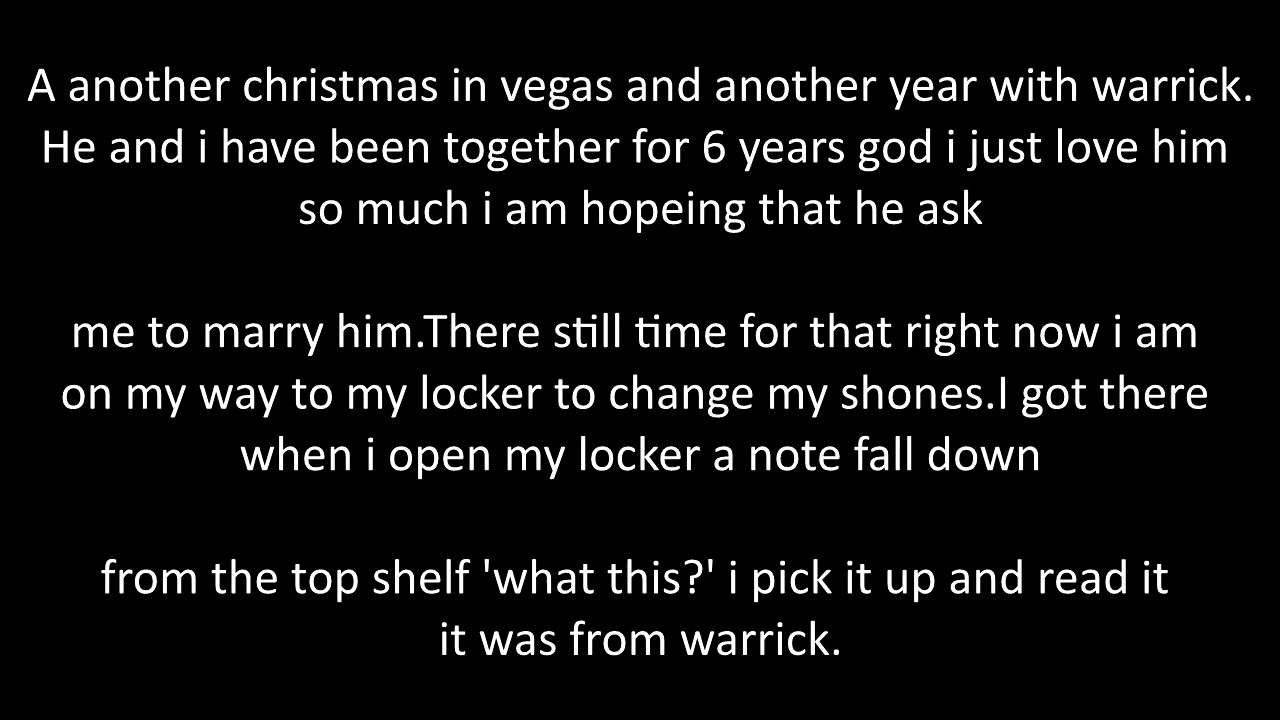 A another christmas in vegas and another year with warrick.
He and i have been together for 6 years god i just love him
so much i am hopeing that he ask
me to marry him.There still time for that right now i am
on my way to my locker to change my shones.I got there
when i open my locker a note fall down
from the top shelf 'what this?' i pick it up and read it
it was from warrick.